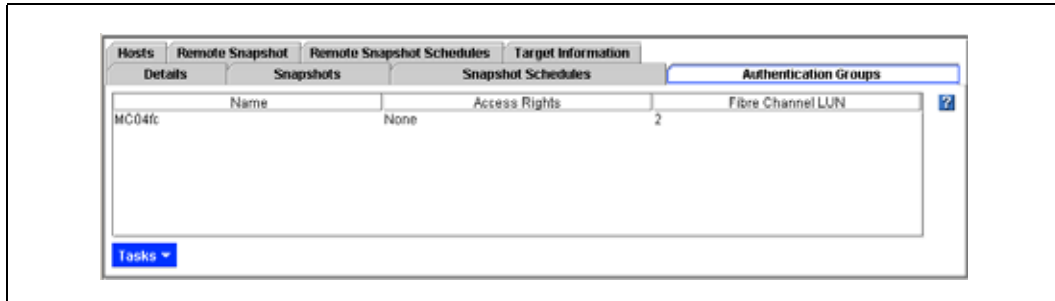 Hosts Remote Snapshot Remote Snapshot Schedules Target Information
Details Snapshots Snapshot Schedules Authentication Groups
Name Access Rights Fibre Channel LUN ?
MC04fc None 2
Tasks